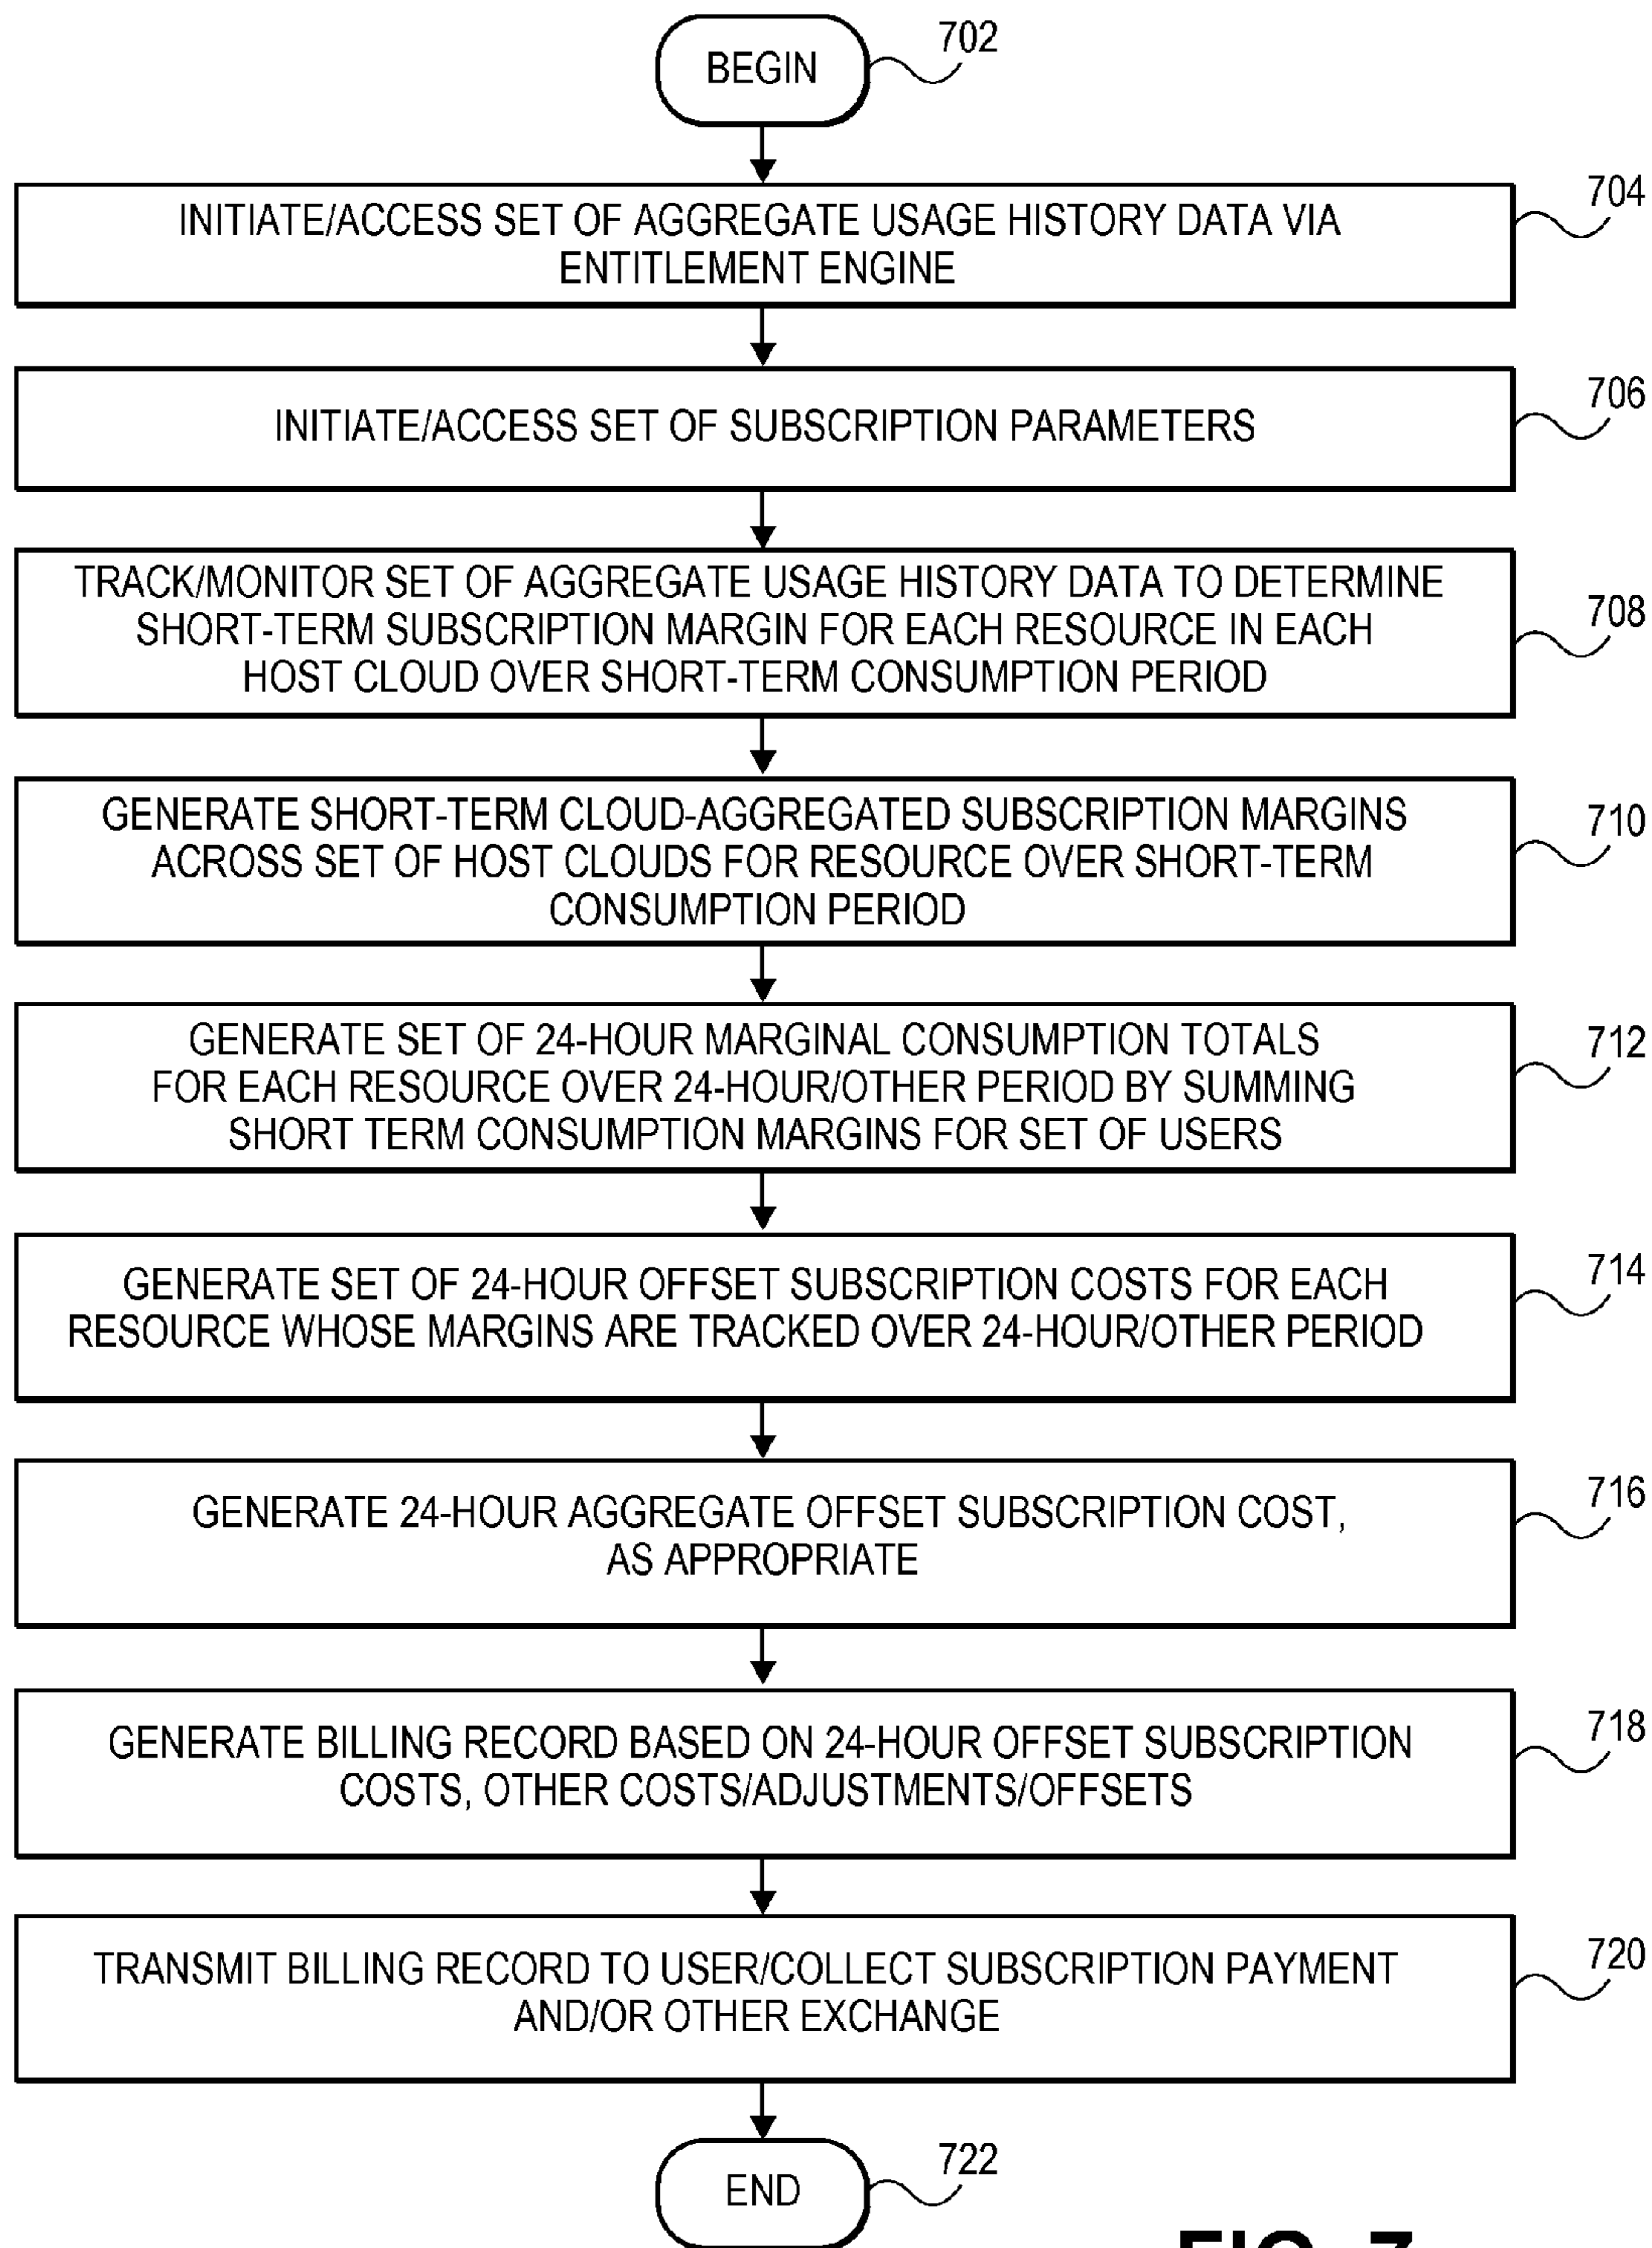 BEGIN
702
INITIATE/ACCESS SET OF AGGREGATE USAGE HISTORY DATA VIA
ENTITLEMENT ENGINE
704
INITIATE/ACCESS SET OF SUBSCRIPTION PARAMETERS
706
TRACK/MONITOR SET OF AGGREGATE USAGE HISTORY DATA TO DETERMINE
SHORT-TERM SUBSCRIPTION MARGIN FOR EACH RESOURCE IN EACH
HOST CLOUD OVER SHORT-TERM CONSUMPTION PERIOD
708
GENERATE SHORT-TERM CLOUD-AGGREGATED SUBSCRIPTION MARGINS
ACROSS SET OF HOST CLOUDS FOR RESOURCE OVER SHORT-TERM
CONSUMPTION PERIOD
710
GENERATE SET OF 24-HOUR MARGINAL CONSUMPTION TOTALS
FOR EACH RESOURCE OVER 24-HOUR/OTHER PERIOD BY SUMMING
SHORT TERM CONSUMPTION MARGINS FOR SET OF USERS
712
GENERATE SET OF 24-HOUR OFFSET SUBSCRIPTION COSTS FOR EACH
RESOURCE WHOSE MARGINS ARE TRACKED OVER 24-HOUR/OTHER PERIOD
714
GENERATE 24-HOUR AGGREGATE OFFSET SUBSCRIPTION COST,
AS APPROPRIATE
716
GENERATE BILLING RECORD BASED ON 24-HOUR OFFSET SUBSCRIPTION
COSTS, OTHER COSTS/ADJUSTMENTS/OFFSETS
718
TRANSMIT BILLING RECORD TO USER/COLLECT SUBSCRIPTION PAYMENT
AND/OR OTHER EXCHANGE
720
END
722
FIG. 7